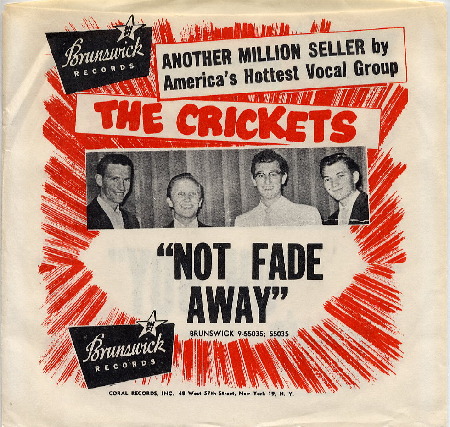 Brunswick
RECORDS
ANOTHER MILLION SELLER by
America's Hottest Vocal Group
THE CRICKETS
"NOT FADE
AWAY"
BRUNSWICK 9-55035; 55035
Brunswick
RECORDS
CORAL RECORDS, INC. 48 West 57th Street, New York 19, N. Y.